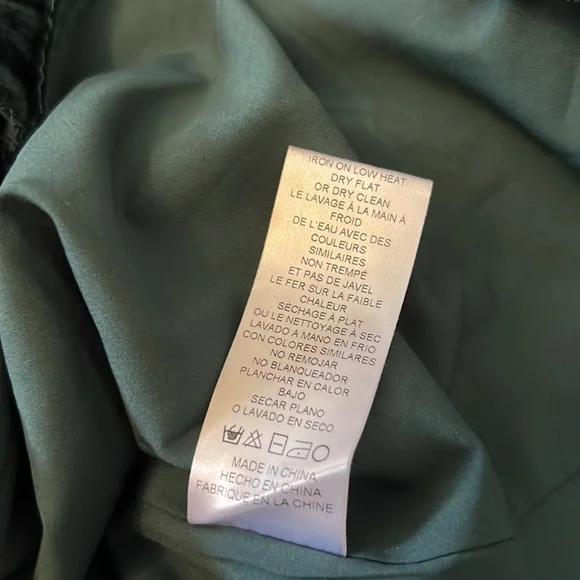 IRON ON LOW HEAT
DRY FLAT
OR DRY CLEAN
LE LAVAGE À LA MAIN À
FROID
DE L'EAU AVEC DES
COULEURS
SIMILAIRES
NON TREMPÉ
ET PAS DE JAVEL
LE FER SUR LA FAIBLE
CHALEUR
SÉCHAGE À PLAT
OU LE NETTOYAGE À SEC
LAVADO A MANO EN FRIO
CON COLORES SIMILARES
NO REMOJAR
NO BLANQUEADOR
PLANCHAR EN CALOR
BAJO
SECAR PLANO
O LAVADO EN SECO
MADE IN CHINA
HECHO EN CHINA
FABRIQUE EN LA CHINE